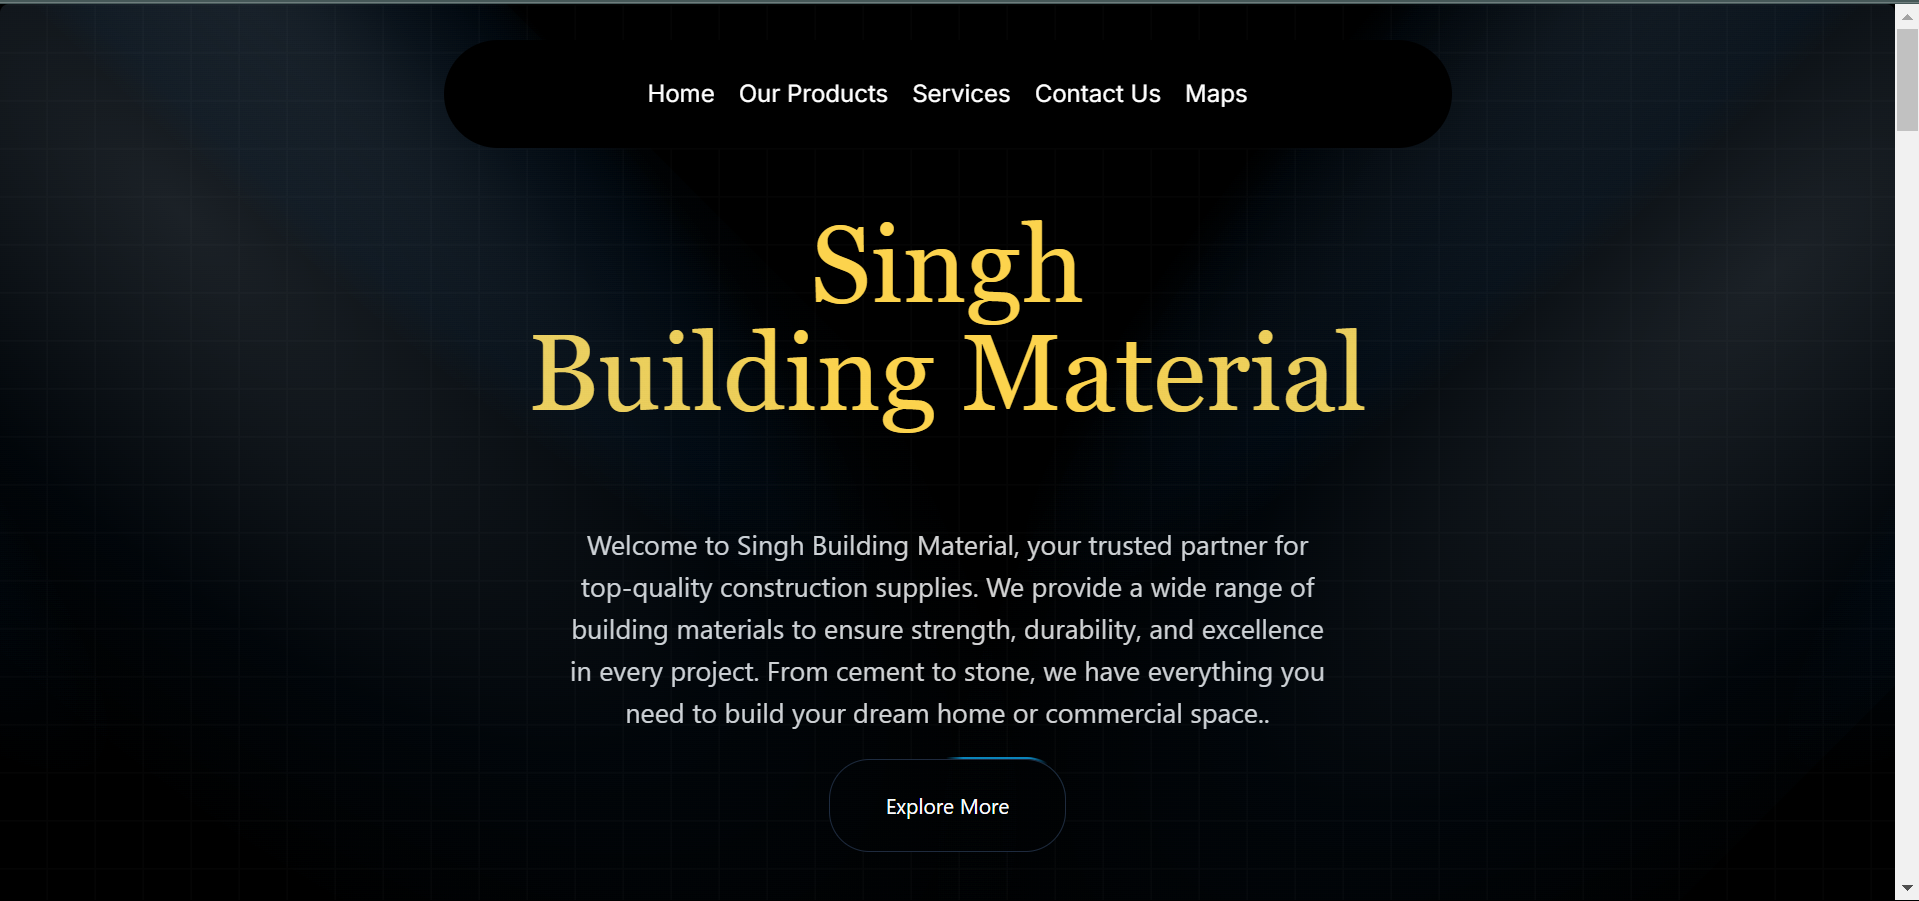 Home Our Products Services Contact Us Maps
Singh
Building Material
Welcome to Singh Building Material, your trusted partner for
top-quality construction supplies. We provide a wide range of
building materials to ensure strength, durability, and excellence
in every project. From cement to stone, we have everything you
need to build your dream home or commercial space..
Explore More